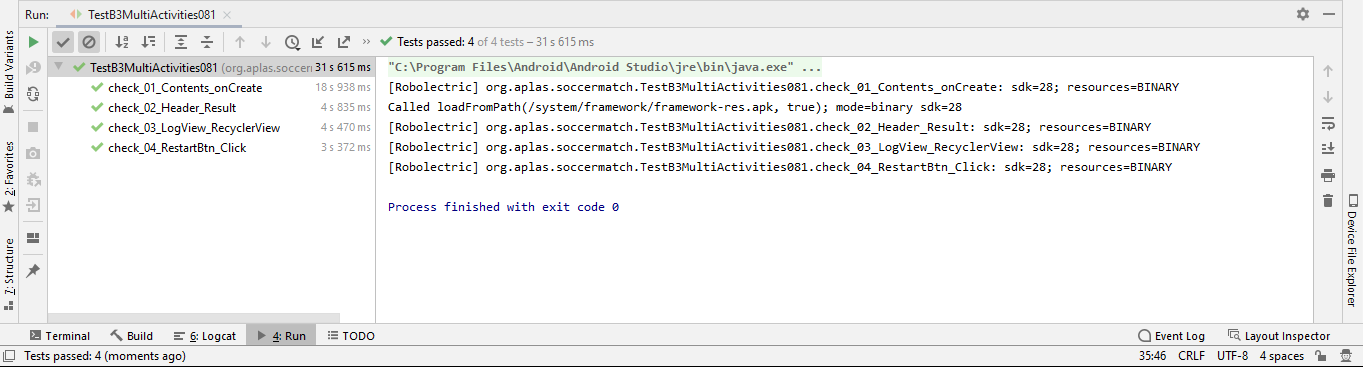 Run: TestB3MultiActivities081
Tests passed: 4 of 4 tests – 31 s 615 ms
TestB3MultiActivities081 (org.aplas.soccerm 31 s 615 ms
check_01_Contents_onCreate 18 s 938 ms
check_02_Header_Result 4 s 835 ms
check_03_LogView_RecyclerView 4 s 470 ms
check_04_RestartBtn_Click 3 s 372 ms
"C:\Program Files\Android\Android Studio\jre\bin\java.exe" ...
[Robolectric] org.aplas.soccermatch.TestB3MultiActivities081.check_01_Contents_onCreate: sdk=28; resources=BINARY
Called loadFromPath(/system/framework/framework-res.apk, true); mode=binary sdk=28
[Robolectric] org.aplas.soccermatch.TestB3MultiActivities081.check_02_Header_Result: sdk=28; resources=BINARY
[Robolectric] org.aplas.soccermatch.TestB3MultiActivities081.check_03_LogView_RecyclerView: sdk=28; resources=BINARY
[Robolectric] org.aplas.soccermatch.TestB3MultiActivities081.check_04_RestartBtn_Click: sdk=28; resources=BINARY
Process finished with exit code 0
Build Variants
2: Favorites
7: Structure
Device File Explorer
Terminal Build 6: Logcat 4: Run TODO Event Log Layout Inspector
Tests passed: 4 (moments ago) 35:46 CRLF UTF-8 4 spaces